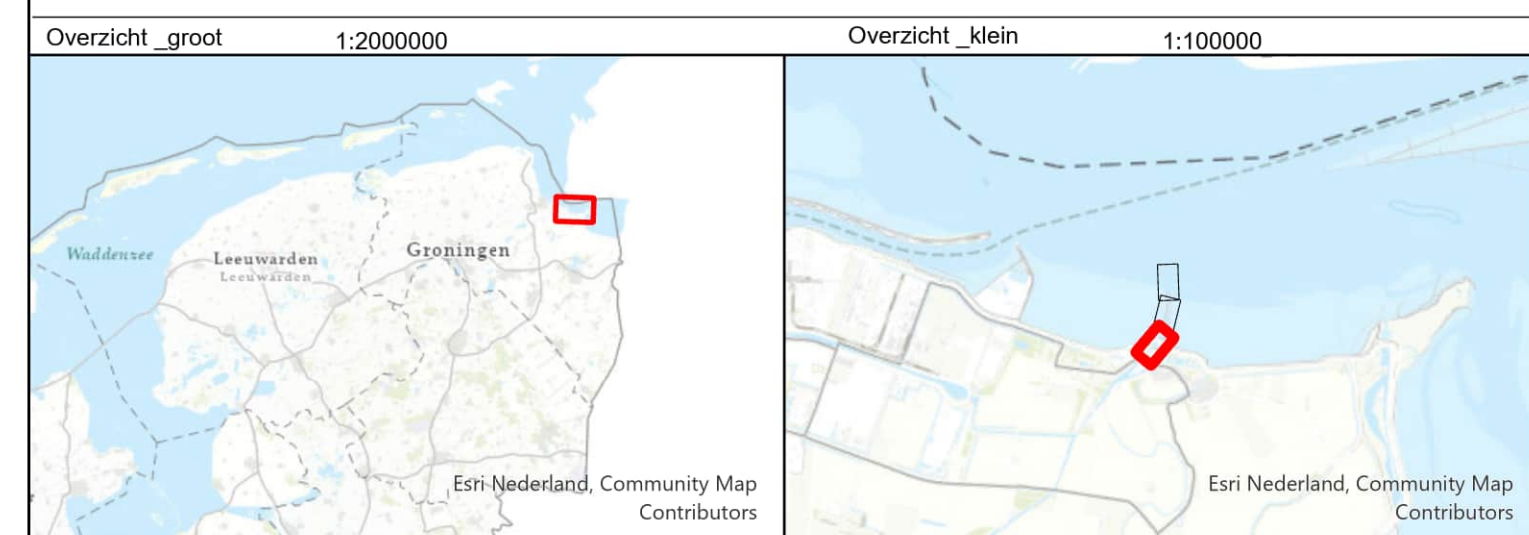 Overzicht _groot 1:2000000
Overzicht _klein 1:100000
Waddenzee
Leeuwarden
Leeuwarden
Groningen
Esri Nederland, Community Map
Contributors
Esri Nederland, Community Map
Contributors